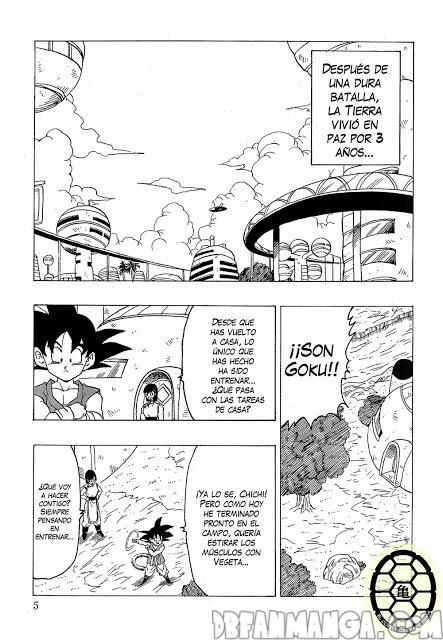 DESPUÉS DE
UNA DURA
BATALLA,
LA TIERRA
VIVIÓ EN
PAZ POR 3
AÑOS...
¡¡SON
GOKU!!
DESDE QUE
HAS VUELTO
A CASA, LO
ÚNICO QUE
HAS HECHO
HA SIDO
ENTRENAR...
¿QUÉ PASA
CON LAS TAREAS
DE CASA?
¡YA LO SE, CHICHI!
PERO COMO HOY
HE TERMINADO
PRONTO EN
EL CAMPO, QUERÍA
ESTIRAR LOS
MÚSCULOS CON
VEGETA...
¿QUÉ VOY A
HACER
CONTIGO?
SIEMPRE
PENSANDO
EN
ENTRENAR...
5
龜
DBFANMANGA.COM